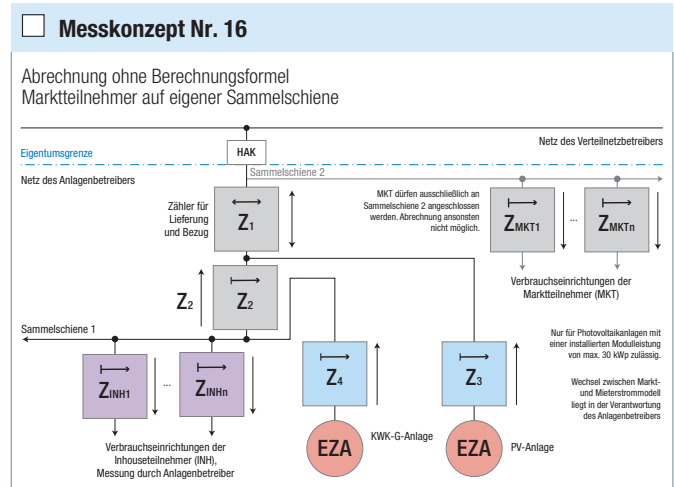 Messkonzept Nr. 16
Abrechnung ohne Berechnungsformel
Marktteilnehmer auf eigener Sammelschiene
Netz des Verteilnetzbetreibers
Eigentumsgrenze
HAK
Netz des Anlagenbetreibers
Sammelschiene 2
Zähler für
Lieferung
und Bezug
Z1
MKT dürfen ausschließlich an
Sammelschiene 2 angeschlossen
werden. Abrechnung ansonsten
nicht möglich.
ZMKT1
...
ZMKTn
Verbrauchseinrichtungen der
Marktteilnehmer (MKT)
Z2
Z2
Sammelschiene 1
ZINH1
...
ZINHn
Z4
Z3
Nur für Photovoltaikanlagen mit
einer installierten Modulleistung
von max. 30 kWp zulässig.
Wechsel zwischen Markt-
und Mieterstrommodell
liegt in der Verantwortung
des Anlagenbetreibers
Verbrauchseinrichtungen der
Inhouseteilnehmer (INH),
Messung durch Anlagenbetreiber
EZA
KWK-G-Anlage
EZA
PV-Anlage